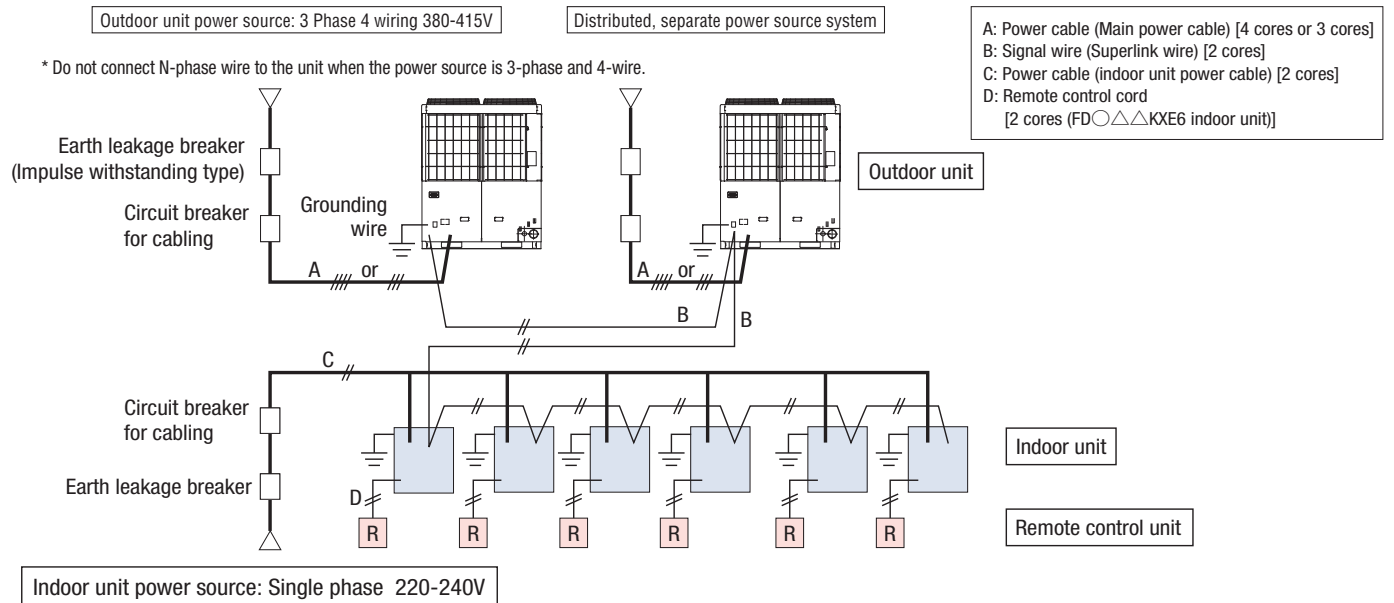 Outdoor unit power source: 3 Phase 4 wiring 380-415V
Distributed, separate power source system
A: Power cable (Main power cable) [4 cores or 3 cores]
B: Signal wire (Superlink wire) [2 cores]
C: Power cable (indoor unit power cable) [2 cores]
D: Remote control cord
[2 cores (FD○△△KXE6 indoor unit)]
* Do not connect N-phase wire to the unit when the power source is 3-phase and 4-wire.
Earth leakage breaker
(Impulse withstanding type)
Circuit breaker
for cabling
Grounding
wire
Outdoor unit
A or
A or
B
B
C
Circuit breaker
for cabling
Earth leakage breaker
Indoor unit
D
R R R R R R
Remote control unit
Indoor unit power source: Single phase 220-240V